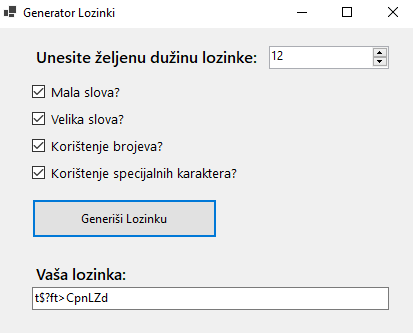 Generator Lozinki
Unesite željenu dužinu lozinke: 12
Mala slova?
Velika slova?
Korištenje brojeva?
Korištenje specijalnih karaktera?
Generiši Lozinku
Vaša lozinka:
t$?ft>CpnLZd